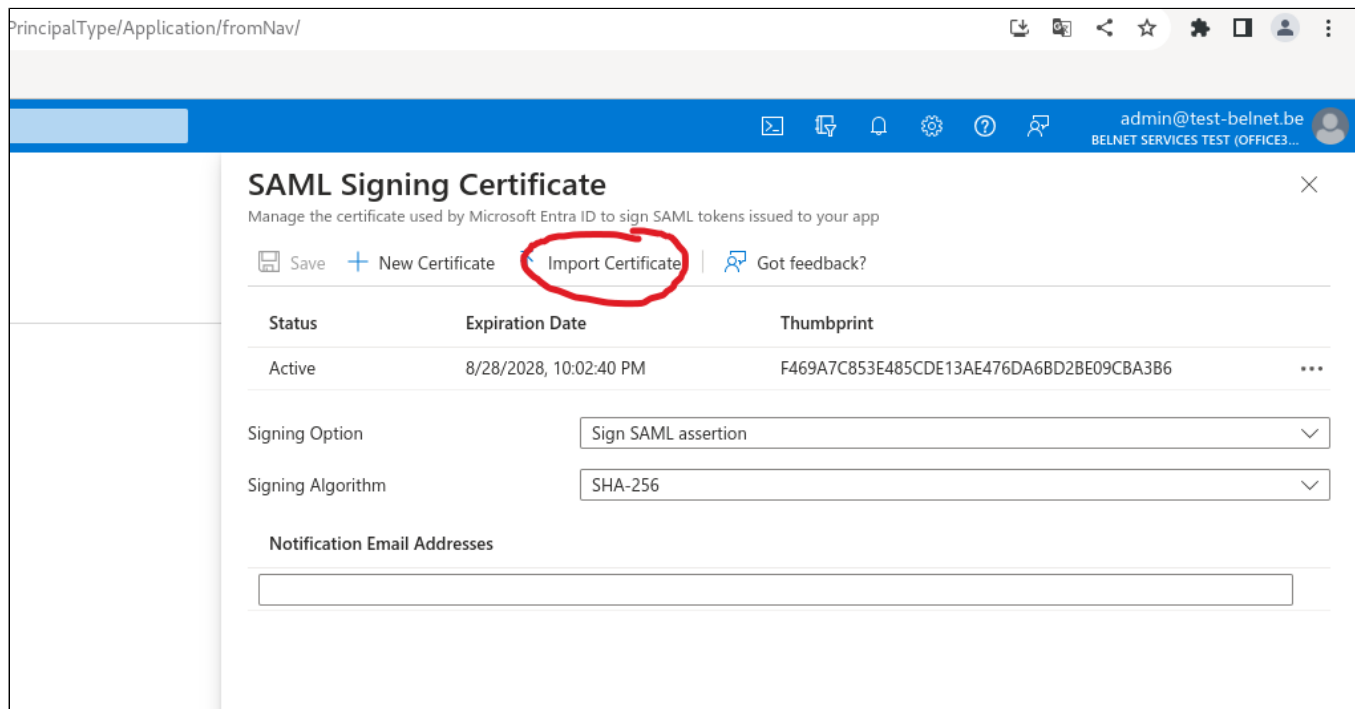 PrincipalType/Application/fromNav/
admin@test-belnet.be
BELNET SERVICES TEST (OFFICE3...
SAML Signing Certificate
Manage the certificate used by Microsoft Entra ID to sign SAML tokens issued to your app
Save New Certificate Import Certificate Got feedback?
Status Expiration Date Thumbprint
Active 8/28/2028, 10:02:40 PM F469A7C853E485CDE13AE476DA6BD2BE09CBA3B6
Signing Option Sign SAML assertion
Signing Algorithm SHA-256
Notification Email Addresses